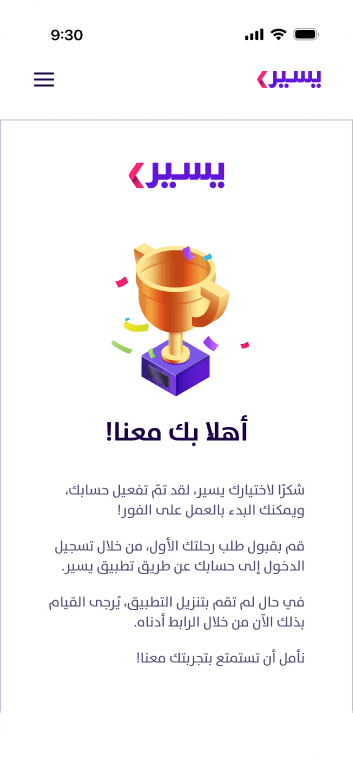 9:30
يسير
يسير
أهلا بك معنا!
شكرًا لاختيارك يسير، لقد تمّ تفعيل حسابك،
ويمكنك البدء بالعمل على الفور!
قم بقبول طلب رحلتك الأول، من خلال تسجيل
الدخول إلى حسابك عن طريق تطبيق يسير.
في حال لم تقم بتنزيل التطبيق، يُرجى القيام
بذلك الآن من خلال الرابط أدناه.
نأمل أن تستمتع بتجربتك معنا!